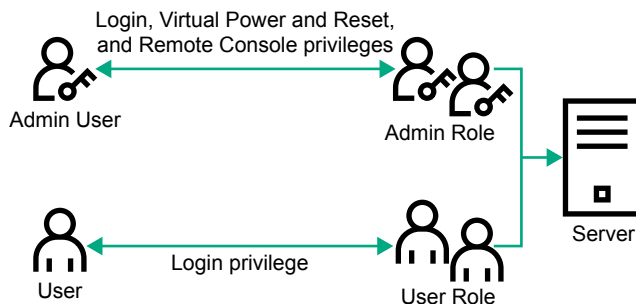 Login, Virtual Power and Reset,
and Remote Console privileges
Admin User
Admin Role
Server
Login privilege
User
User Role